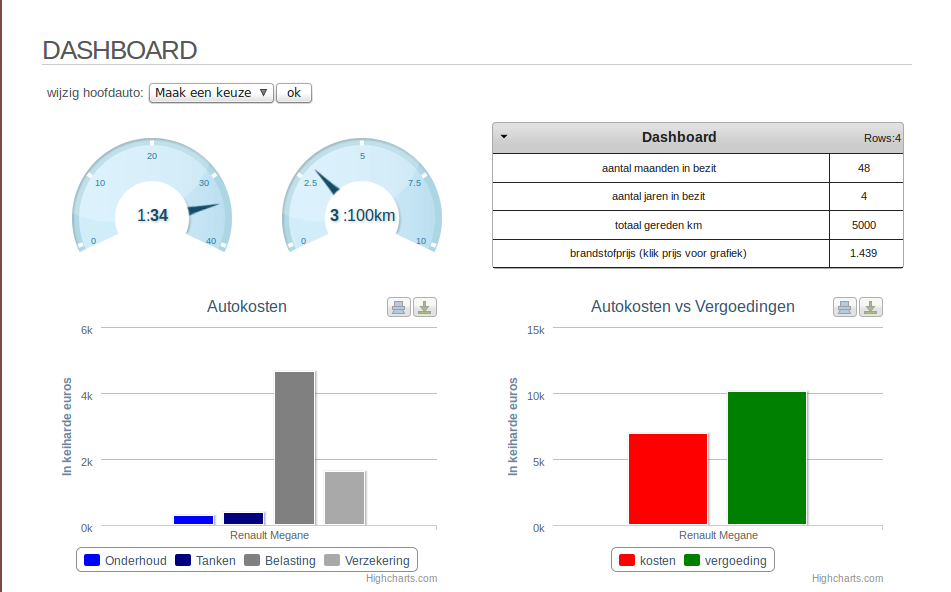 DASHBOARD
wijzig hoofdauto: Maak een keuze ok
20
10 30
0 40
1:34
5
2.5 7.5
0 10
3 :100km
Dashboard Rows:4
aantal maanden in bezit 48
aantal jaren in bezit 4
totaal gereden km 5000
brandstofprijs (klik prijs voor grafiek) 1.439
Autokosten
6k
4k
2k
0k
In keiharde euros
Renault Megane
Onderhoud Tanken Belasting Verzekering
Highcharts.com
Autokosten vs Vergoedingen
15k
10k
5k
0k
In keiharde euros
Renault Megane
kosten vergoeding
Highcharts.com